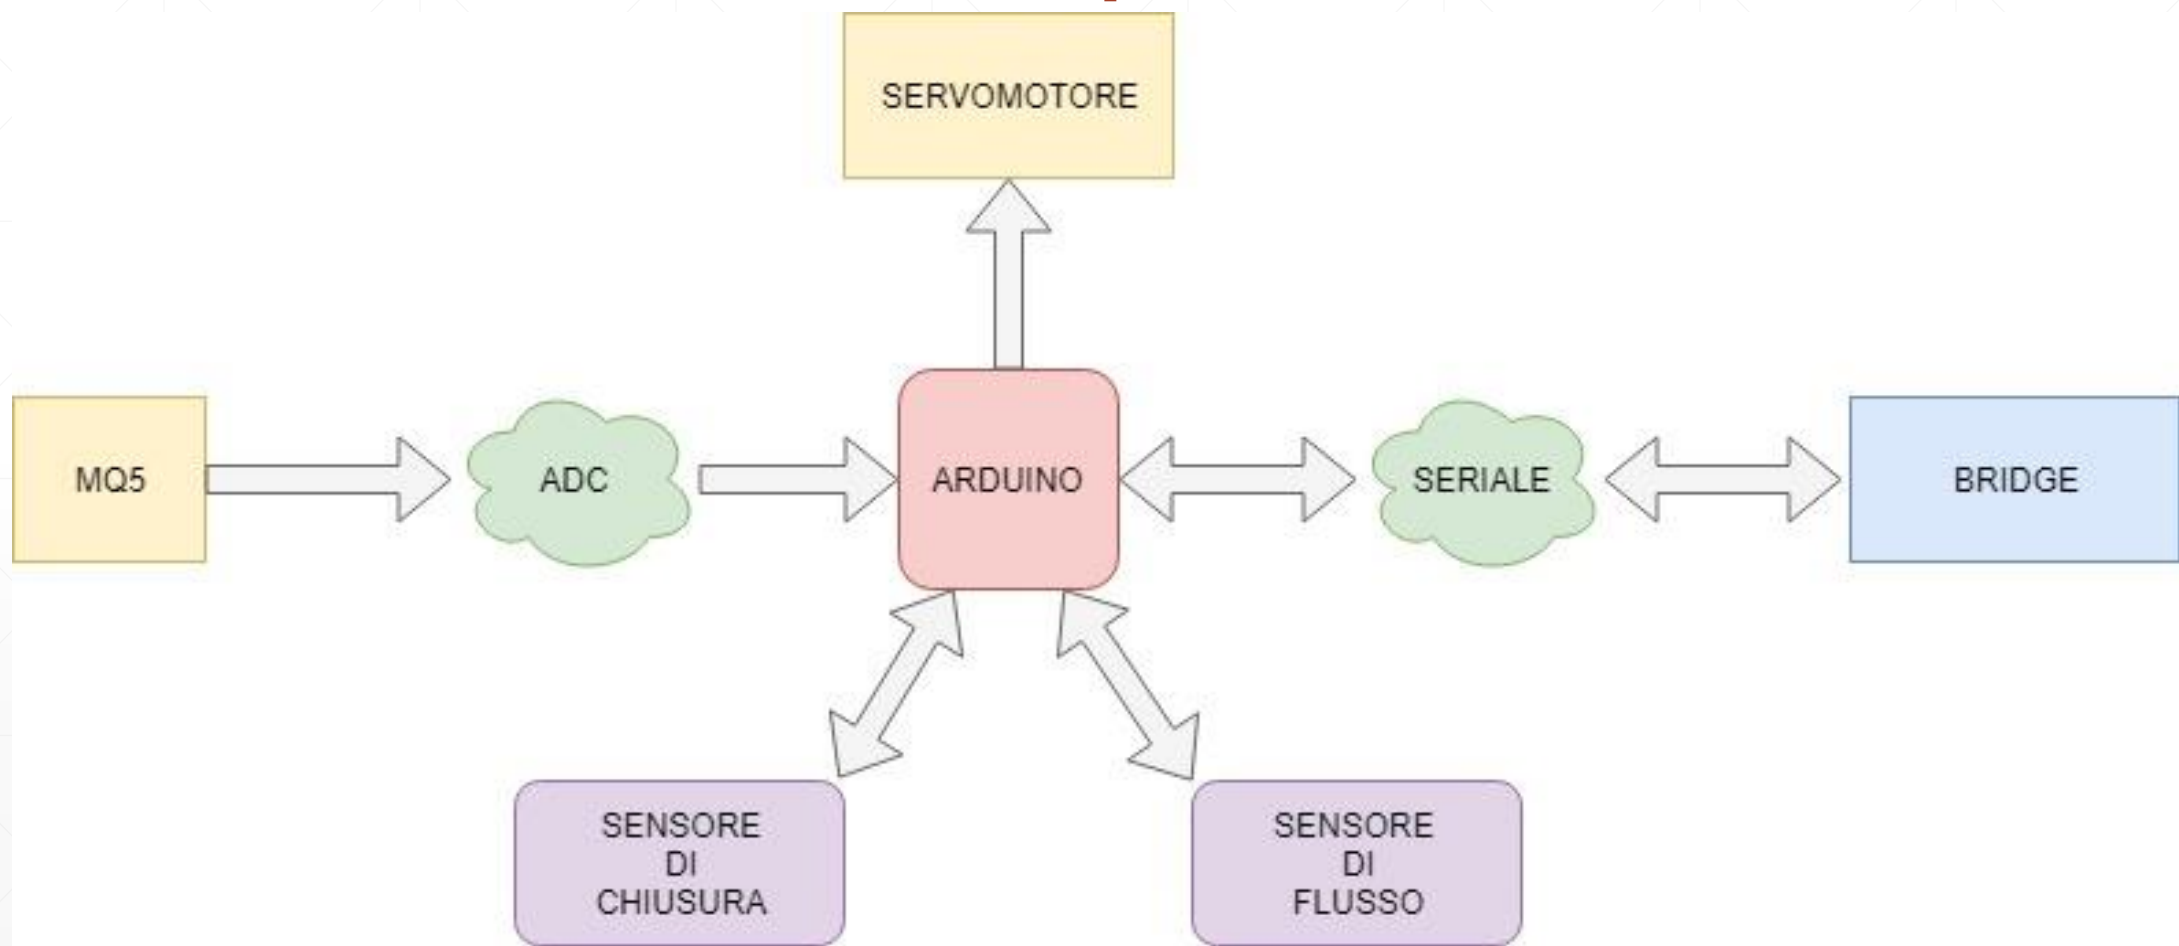 SERVOMOTORE
MQ5
ADC
ARDUINO
SERIALE
BRIDGE
SENSORE
DI
CHIUSURA
SENSORE
DI
FLUSSO